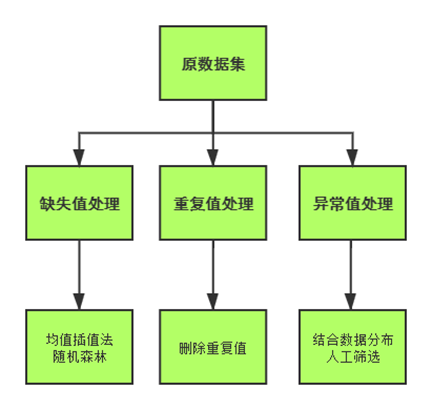 原数据集
缺失值处理
重复值处理
异常值处理
均值插值法
随机森林
删除重复值
结合数据分布
人工筛选